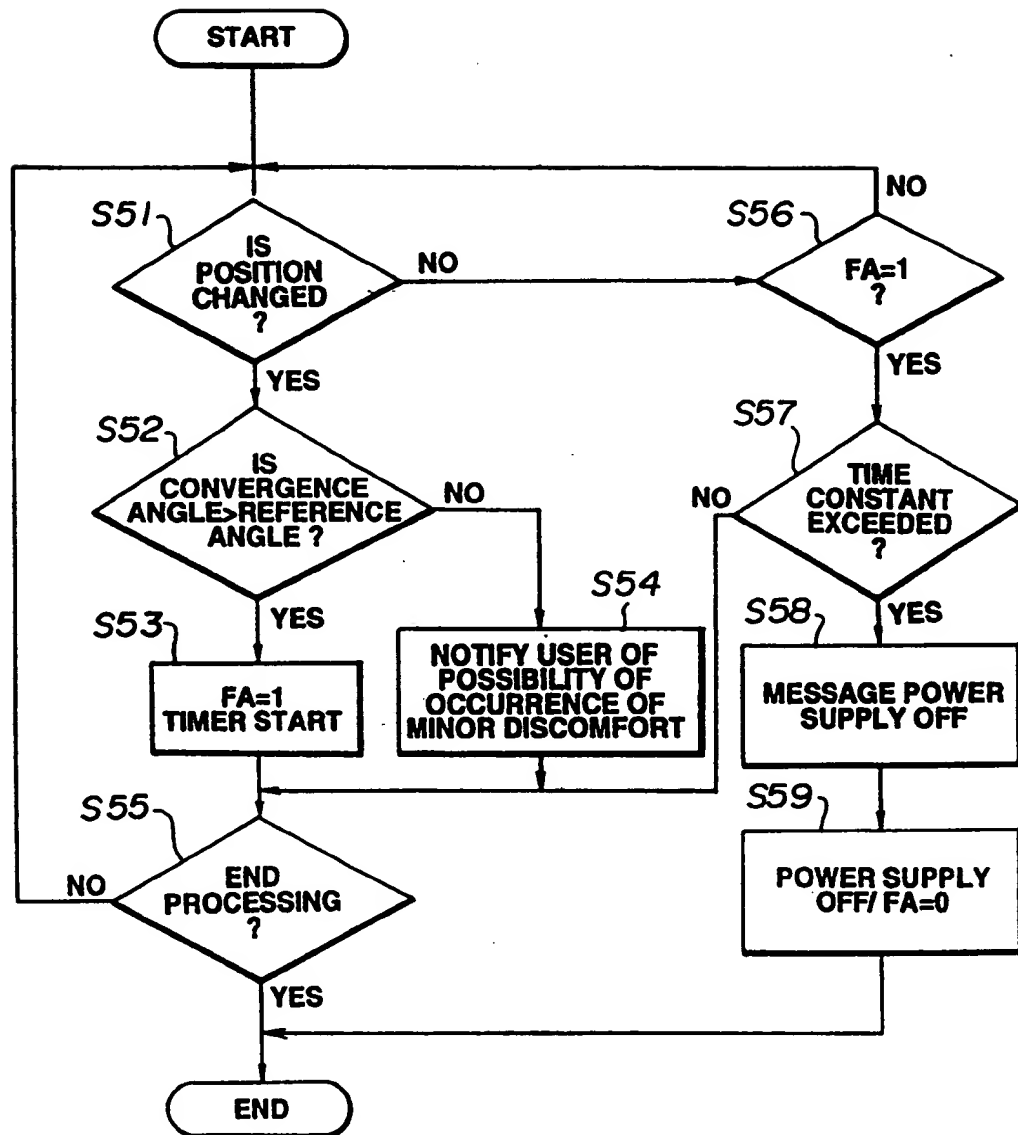 START
NO
S51
S56
IS
POSITION
CHANGED
?
NO
FA=1
?
YES
YES
S52
S57
IS
CONVERGENCE
ANGLE>REFERENCE
ANGLE ?
NO
NO
TIME
CONSTANT
EXCEEDED
?
YES
S54
YES
S53
S58
FA=1
TIMER START
NOTIFY USER OF
POSSIBILITY OF
OCCURRENCE OF
MINOR DISCOMFORT
MESSAGE POWER
SUPPLY OFF
S55
S59
NO
END
PROCESSING
?
POWER SUPPLY
OFF/ FA=0
YES
END